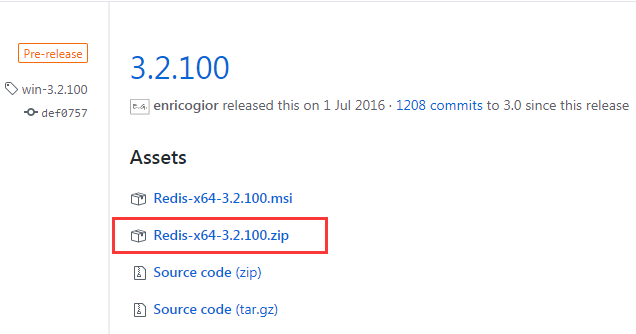 Pre-release
win-3.2.100
def0757
3.2.100
enricogior released this on 1 Jul 2016 · 1208 commits to 3.0 since this release
Assets
Redis-x64-3.2.100.msi
Redis-x64-3.2.100.zip
Source code (zip)
Source code (tar.gz)